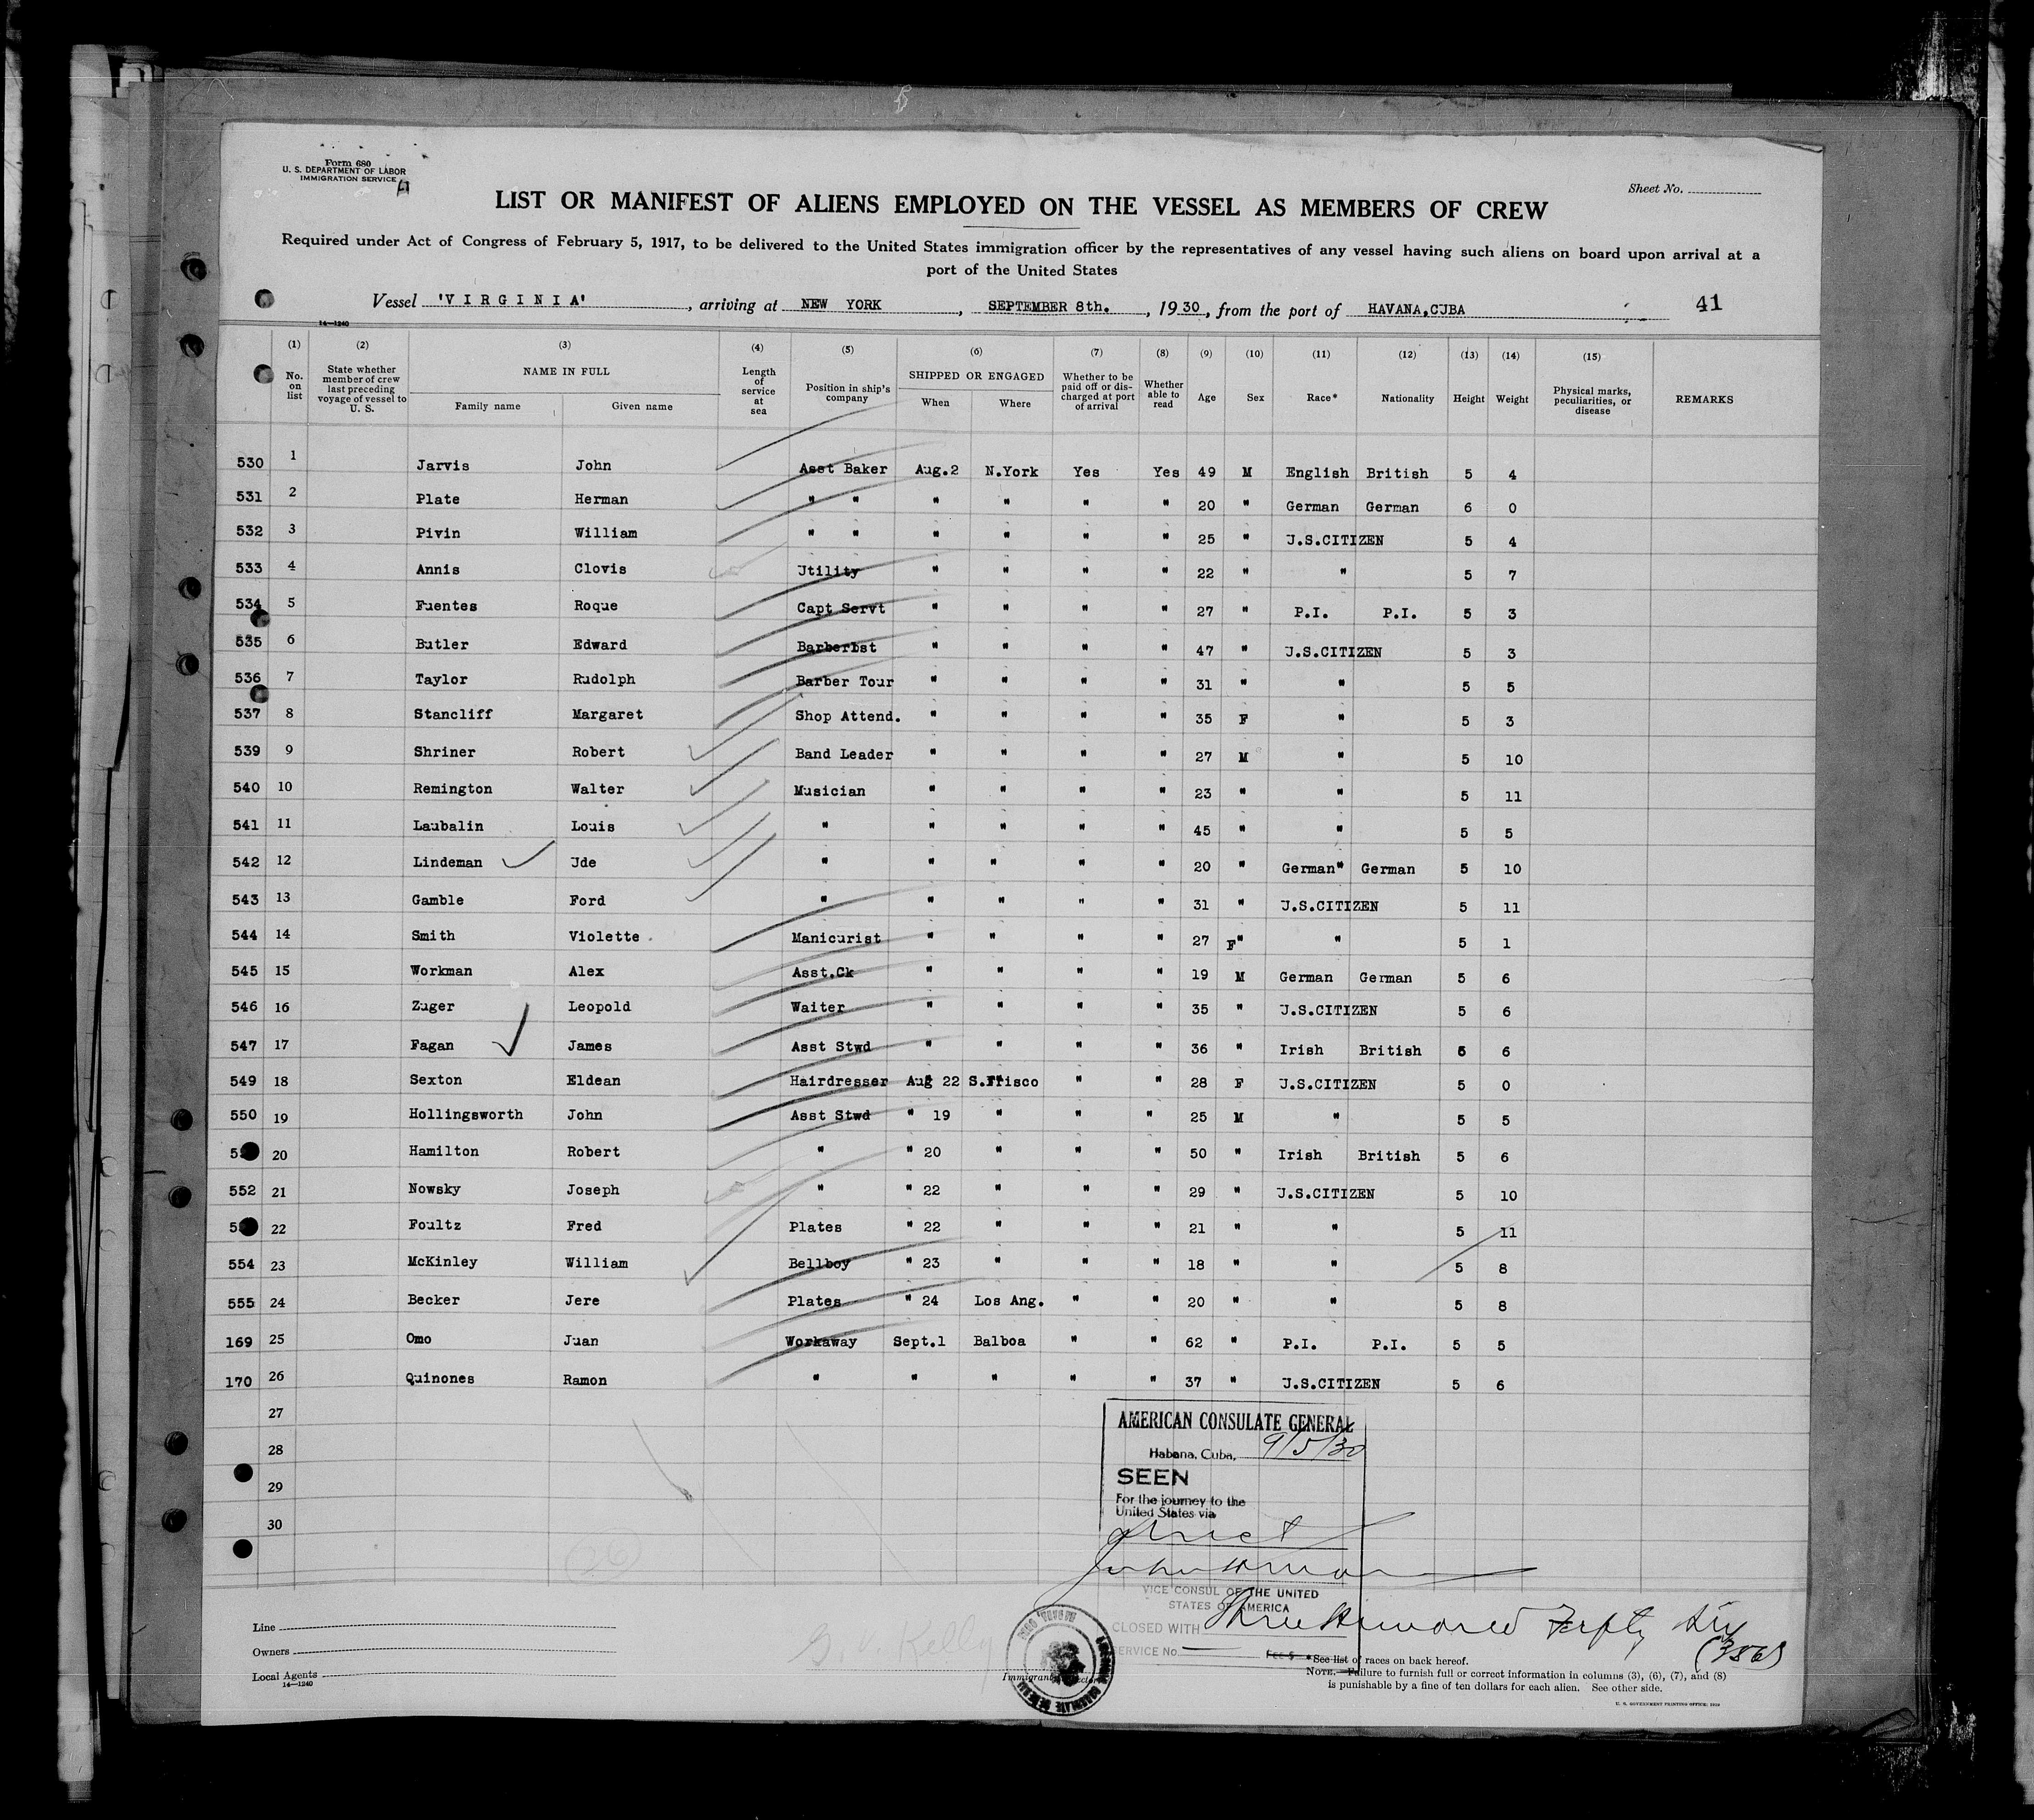 Form 680
U. S. DEPARTMENT OF LABOR
IMMIGRATION SERVICE
Sheet No.
LIST OR MANIFEST OF ALIENS EMPLOYED ON THE VESSEL AS MEMBERS OF CREW
Required under Act of Congress of February 5, 1917, to be delivered to the United States immigration officer by the representatives of any vessel having such aliens on board upon arrival at a
port of the United States
Vessel 'VIRGINIA' , arriving at NEW YORK , SEPTEMBER 8th. , 1930, from the port of HAVANA,CUBA 41
14—1240
(1) (2) (3) (4) (5) (6) (7) (8) (9) (10) (11) (12) (13) (14) (15)
No. on list
State whether member of crew last preceding voyage of vessel to U. S.
NAME IN FULL
Family name Given name
Length of service at sea
Position in ship's company
SHIPPED OR ENGAGED
When Where
Whether to be paid off or discharged at port of arrival
Whether able to read
Age Sex Race* Nationality Height Weight
Physical marks, peculiarities, or disease
REMARKS
530 1 Jarvis John Asst Baker Aug.2 N.York Yes Yes 49 M English British 5 4
531 2 Plate Herman " " " " " " 20 " German German 6 0
532 3 Pivin William " " " " " " 25 " U.S.CITIZEN 5 4
533 4 Annis Clovis Utility " " " " 22 " " 5 7
534 5 Fuentes Roque Capt Servt " " " " 27 " P.I. P.I. 5 3
535 6 Butler Edward Barber1st " " " " 47 " U.S.CITIZEN 5 3
536 7 Taylor Rudolph Barber Tour " " " " 31 " " 5 5
537 8 Stancliff Margaret Shop Attend. " " " " 35 F " 5 3
539 9 Shriner Robert Band Leader " " " " 27 M " 5 10
540 10 Remington Walter Musician " " " " 23 " " 5 11
541 11 Laubalin Louis " " " " " 45 " " 5 5
542 12 Lindeman Ude " " " " " 20 " German" German 5 10
543 13 Gamble Ford " " " " " 31 " U.S.CITIZEN 5 11
544 14 Smith Violette Manicurist " " " " 27 F" " 5 1
545 15 Workman Alex Asst.Ck " " " " 19 M German German 5 6
546 16 Zuger Leopold Waiter " " " " 35 " U.S.CITIZEN 5 6
547 17 Fagan James Asst Stwd " " " " 36 " Irish British 5 6
549 18 Sexton Eldean Hairdresser Aug 22 S.Frisco " " 28 F U.S.CITIZEN 5 0
550 19 Hollingsworth John Asst Stwd " 19 " " " 25 M " 5 5
20 Hamilton Robert " " 20 " " " 50 " Irish British 5 6
552 21 Nowsky Joseph " " 22 " " " 29 " U.S.CITIZEN 5 10
22 Foultz Fred Plates " 22 " " " 21 " " 5 11
554 23 McKinley William Bellboy " 23 " " " 18 " " 5 8
555 24 Becker Jere Plates " 24 Los Ang. " " 20 " " 5 8
169 25 Omo Juan Workaway Sept.1 Balboa " " 62 " P.I. P.I. 5 5
170 26 Quinones Ramon " " " " " 37 " U.S.CITIZEN 5 6
27
28
29
30
26
AMERICAN CONSULATE GENERAL
Habana, Cuba, 9/5/30
SEEN
For the journey to the
United States via
direct
VICE CONSUL OF THE UNITED
STATES OF AMERICA
CLOSED WITH Three Hundred Fifty Six
(356)
SERVICE No.
Line
Owners
Local Agents
14—1240
G. V. Kelly
Immigrant Inspector
*See list of races on back hereof.
NOTE.—Failure to furnish full or correct information in columns (3), (6), (7), and (8)
is punishable by a fine of ten dollars for each alien. See other side.
U. S. GOVERNMENT PRINTING OFFICE: 1929